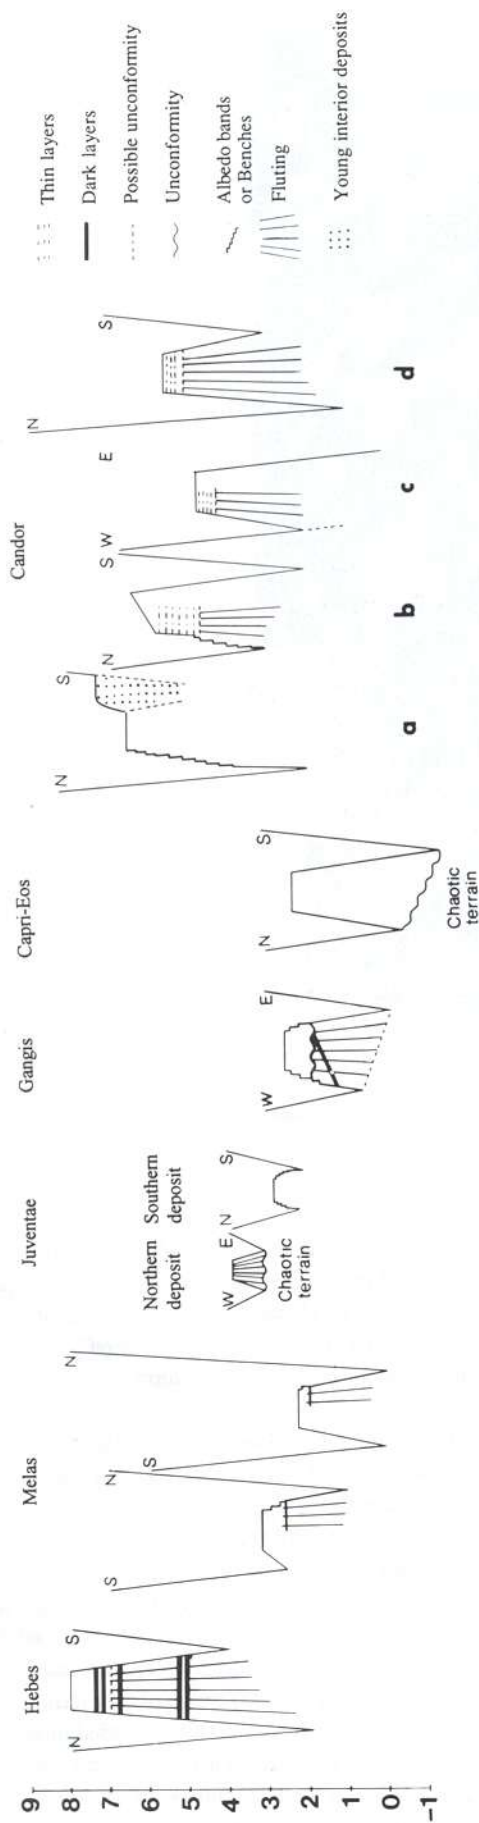 9
8
7
6
5
4
3
2
1
0
–1
Hebes
N
S
Melas
S
N
S
N
Juventae
Northern deposit
Southern deposit
W
E
N
S
Chaotic terrain
Gangis
W
E
Capri-Eos
N
S
Chaotic terrain
Candor
N
S
N
S
W
E
N
S
a
b
c
d
Thin layers
Dark layers
Possible unconformity
Unconformity
Albedo bands
or Benches
Fluting
Young interior deposits